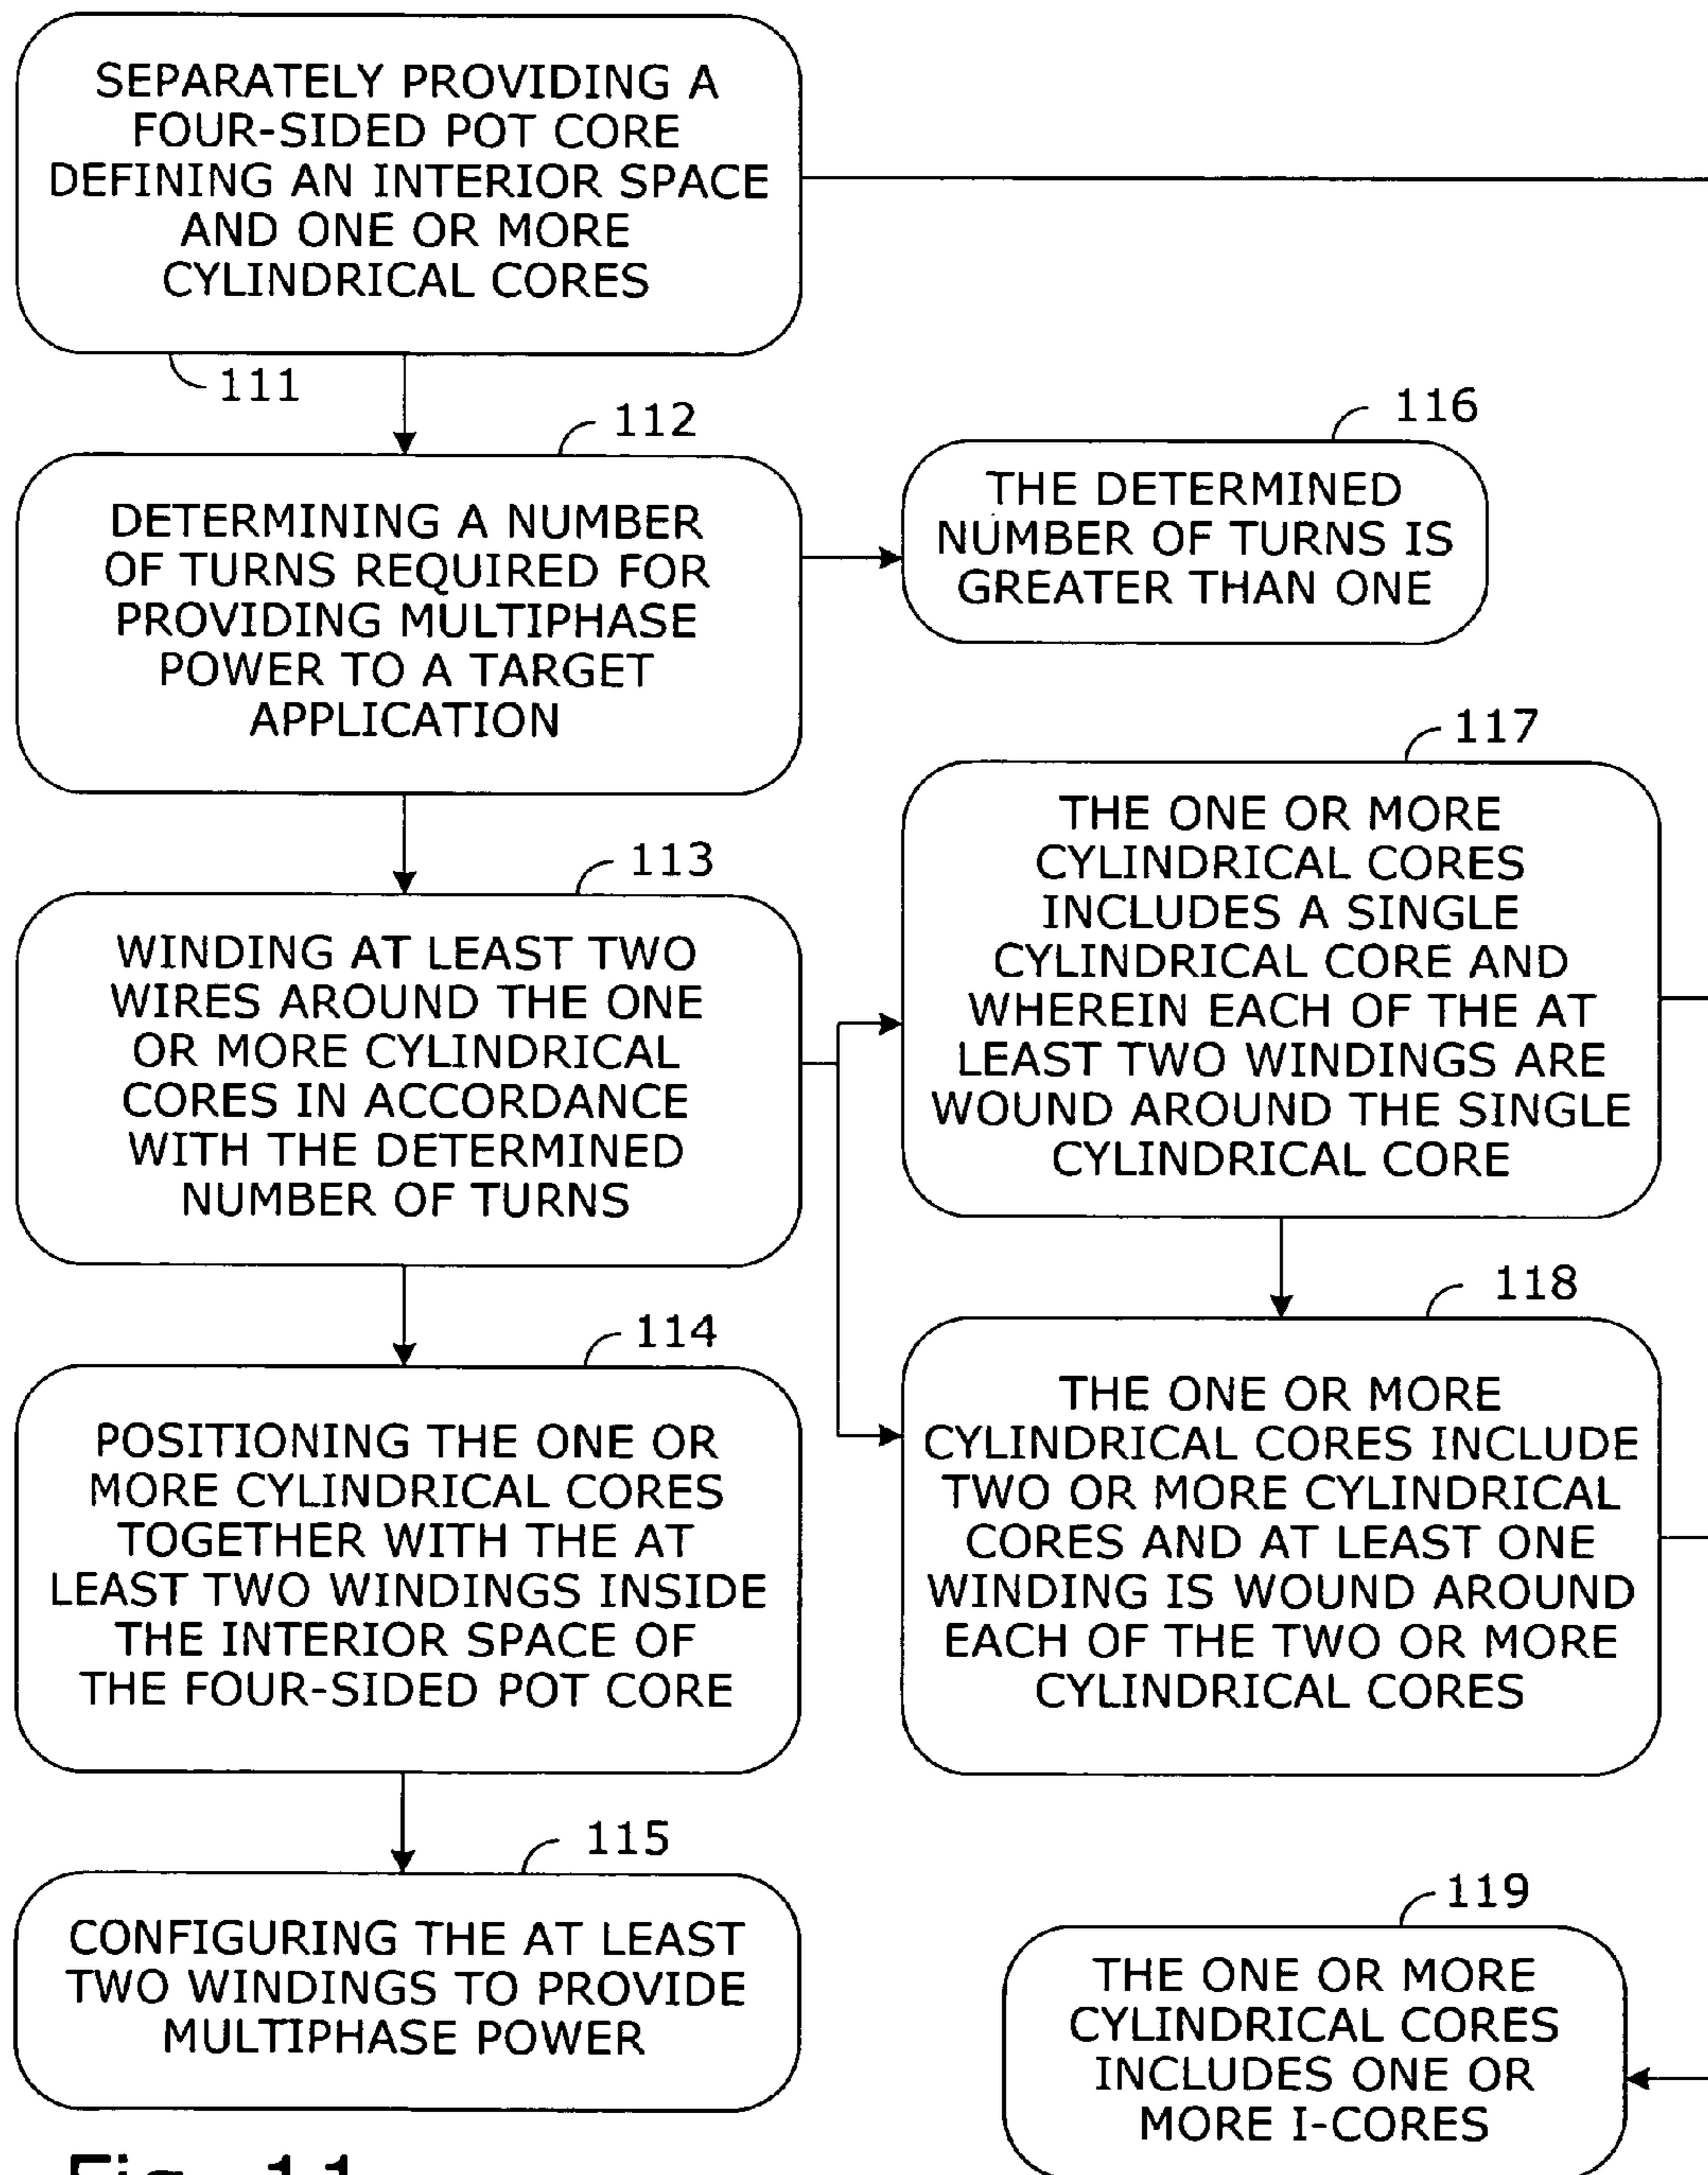 SEPARATELY PROVIDING A
FOUR-SIDED POT CORE
DEFINING AN INTERIOR SPACE
AND ONE OR MORE
CYLINDRICAL CORES
111
112
DETERMINING A NUMBER
OF TURNS REQUIRED FOR
PROVIDING MULTIPHASE
POWER TO A TARGET
APPLICATION
116
THE DETERMINED
NUMBER OF TURNS IS
GREATER THAN ONE
113
WINDING AT LEAST TWO
WIRES AROUND THE ONE
OR MORE CYLINDRICAL
CORES IN ACCORDANCE
WITH THE DETERMINED
NUMBER OF TURNS
117
THE ONE OR MORE
CYLINDRICAL CORES
INCLUDES A SINGLE
CYLINDRICAL CORE AND
WHEREIN EACH OF THE AT
LEAST TWO WINDINGS ARE
WOUND AROUND THE SINGLE
CYLINDRICAL CORE
114
POSITIONING THE ONE OR
MORE CYLINDRICAL CORES
TOGETHER WITH THE AT
LEAST TWO WINDINGS INSIDE
THE INTERIOR SPACE OF
THE FOUR-SIDED POT CORE
118
THE ONE OR MORE
CYLINDRICAL CORES INCLUDE
TWO OR MORE CYLINDRICAL
CORES AND AT LEAST ONE
WINDING IS WOUND AROUND
EACH OF THE TWO OR MORE
CYLINDRICAL CORES
115
CONFIGURING THE AT LEAST
TWO WINDINGS TO PROVIDE
MULTIPHASE POWER
119
THE ONE OR MORE
CYLINDRICAL CORES
INCLUDES ONE OR
MORE I-CORES
Fig. 11